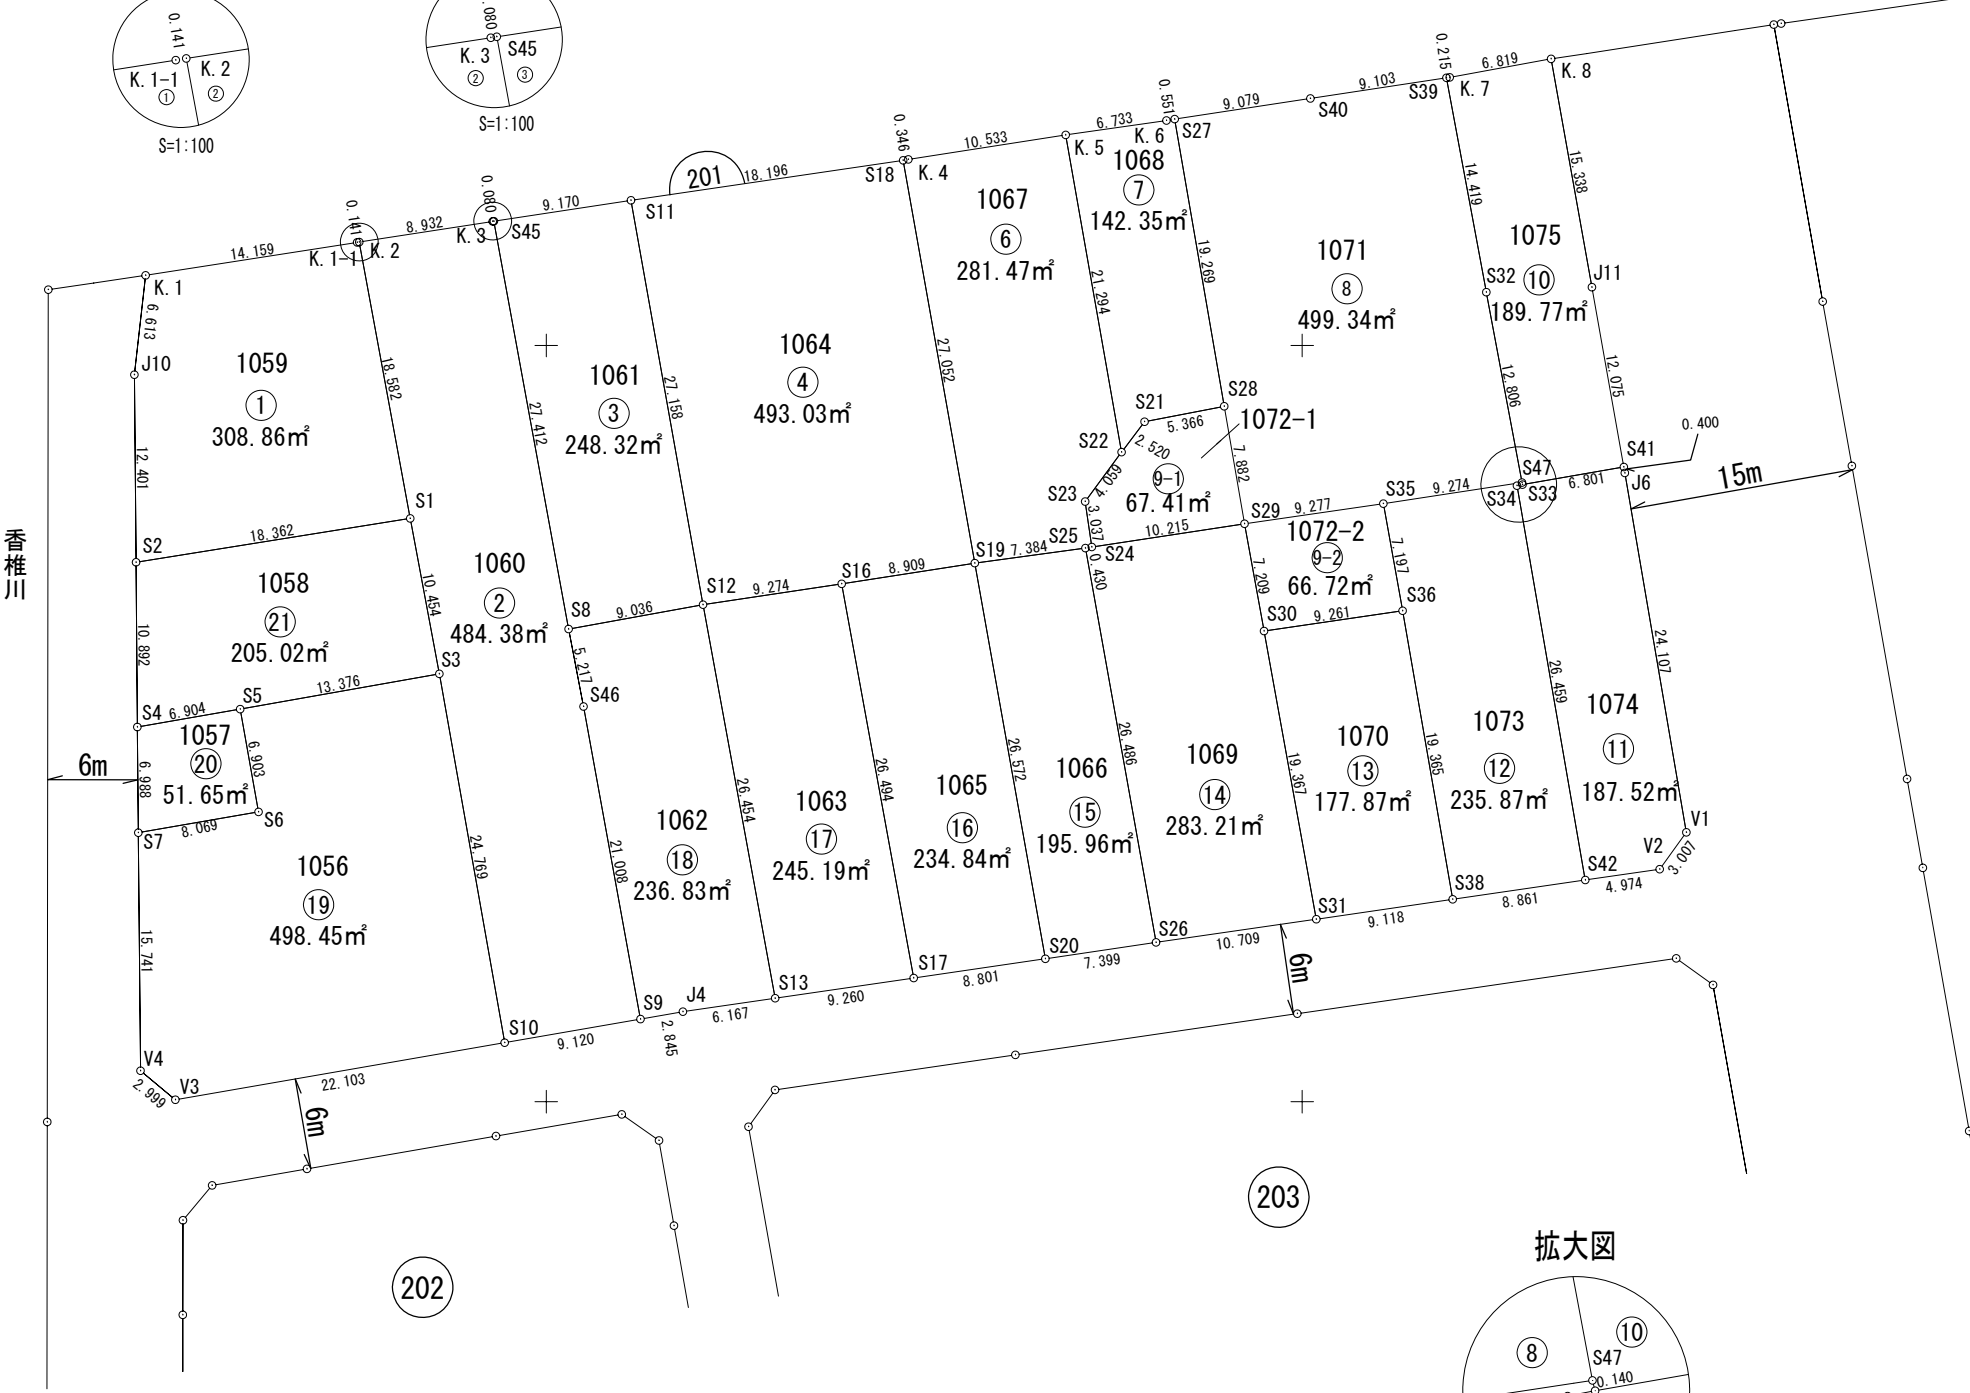 0.141
K.1-1
K.2
①
②
S=1:100
.080
K.3
S45
②
③
S=1:100
0.346
0.551
0.215
14.159
0.141
8.932
0.080
9.170
201
18.196
10.533
6.733
9.079
9.103
6.819
K.1
K.1-1
K.2
K.3
S45
S11
S18
K.4
K.5
K.6
S27
S40
S39
K.7
K.8
6.613
J10
1059
①
308.86㎡
18.582
12.401
27.412
1061
③
248.32㎡
27.158
1064
④
493.03㎡
27.052
1067
⑥
281.47㎡
21.294
1068
⑦
142.35㎡
19.269
1071
⑧
499.34㎡
14.419
S32
12.806
1075
⑩
189.77㎡
15.338
J11
12.075
S21
S28
5.366
1072-1
S22
2.520
4.059
9-1
67.41㎡
7.882
S23
3.037
S25
S24
0.430
10.215
S29
9.277
S35
9.274
S34
S47
S33
6.801
S41
0.400
J6
15m
香椎川
S2
18.362
S1
1058
㉑
205.02㎡
10.454
10.892
1060
②
484.38㎡
S8
9.036
S12
9.274
S16
8.909
S19
7.384
1072-2
9-2
66.72㎡
7.209
7.197
S30
9.261
S36
S3
13.376
S4
6.904
S5
5.217
S46
1057
⑳
51.65㎡
6.988
6.903
S6
8.069
S7
6m
1056
⑲
498.45㎡
24.769
15.741
21.008
1062
⑱
236.83㎡
26.454
1063
⑰
245.19㎡
26.494
1065
⑯
234.84㎡
26.572
1066
⑮
195.96㎡
26.486
1069
⑭
283.21㎡
19.367
1070
⑬
177.87㎡
19.365
1073
⑫
235.87㎡
26.459
1074
⑪
187.52㎡
24.107
V1
V2
3.007
4.974
S42
8.861
S38
9.118
S31
10.709
S26
7.399
S20
8.801
S17
9.260
S13
6.167
J4
2.845
S9
9.120
S10
22.103
V3
V4
2.999
6m
6m
202
203
拡大図
⑧
⑩
S47
0.140